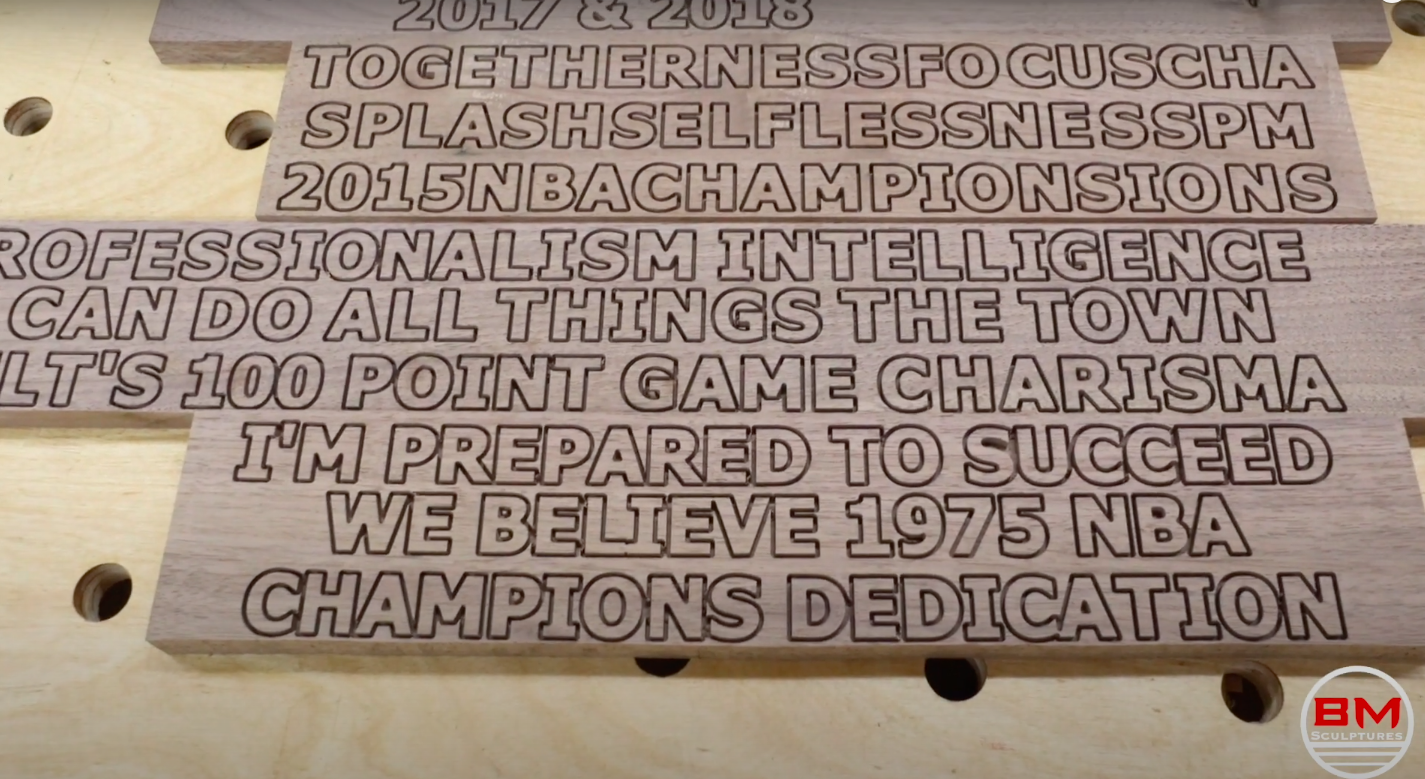 2017 & 2018
TOGETHERNESSFOCUSCHA
SPLASHSELFLESSNESSPM
2015NBACHAMPIONSIONS
ROFESSIONALISM INTELLIGENCE
CAN DO ALL THINGS THE TOWN
LT'S 100 POINT GAME CHARISMA
I'M PREPARED TO SUCCEED
WE BELIEVE 1975 NBA
CHAMPIONS DEDICATION
BM
SCULPTURES